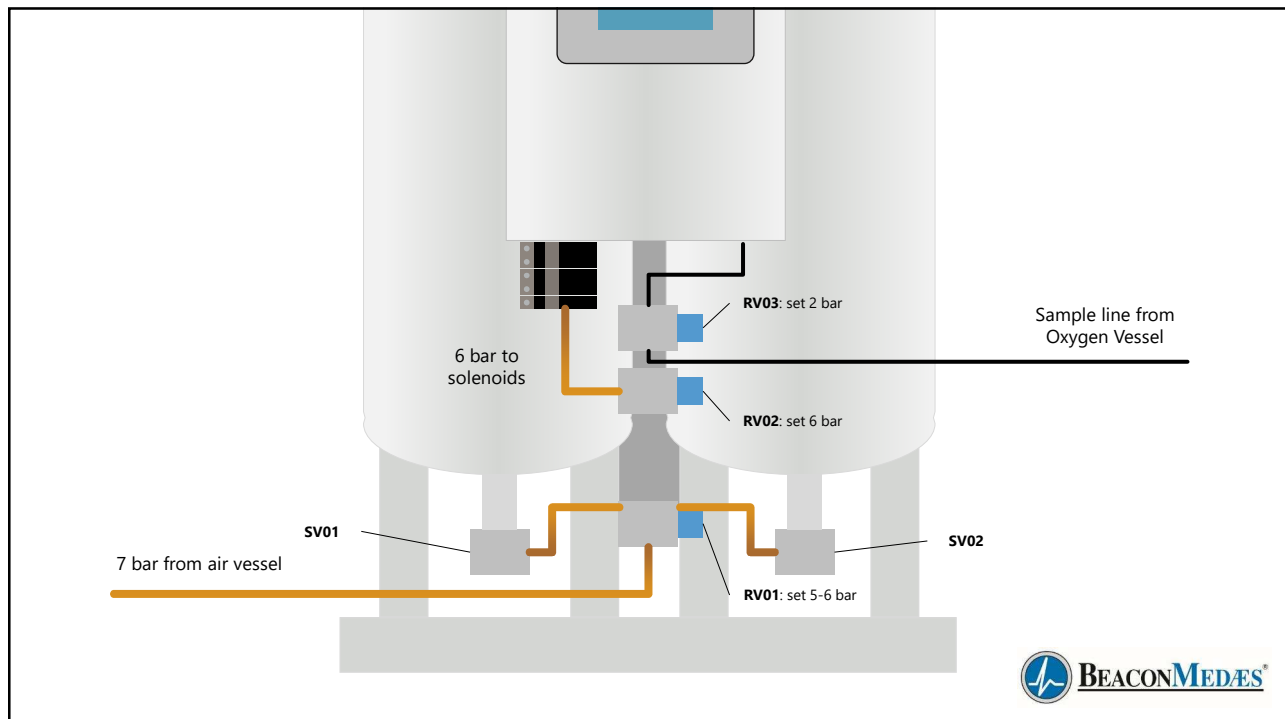 RV03: set 2 bar
Sample line from
Oxygen Vessel
6 bar to
solenoids
RV02: set 6 bar
SV01
SV02
7 bar from air vessel
RV01: set 5-6 bar
BEACONMEDÆS®